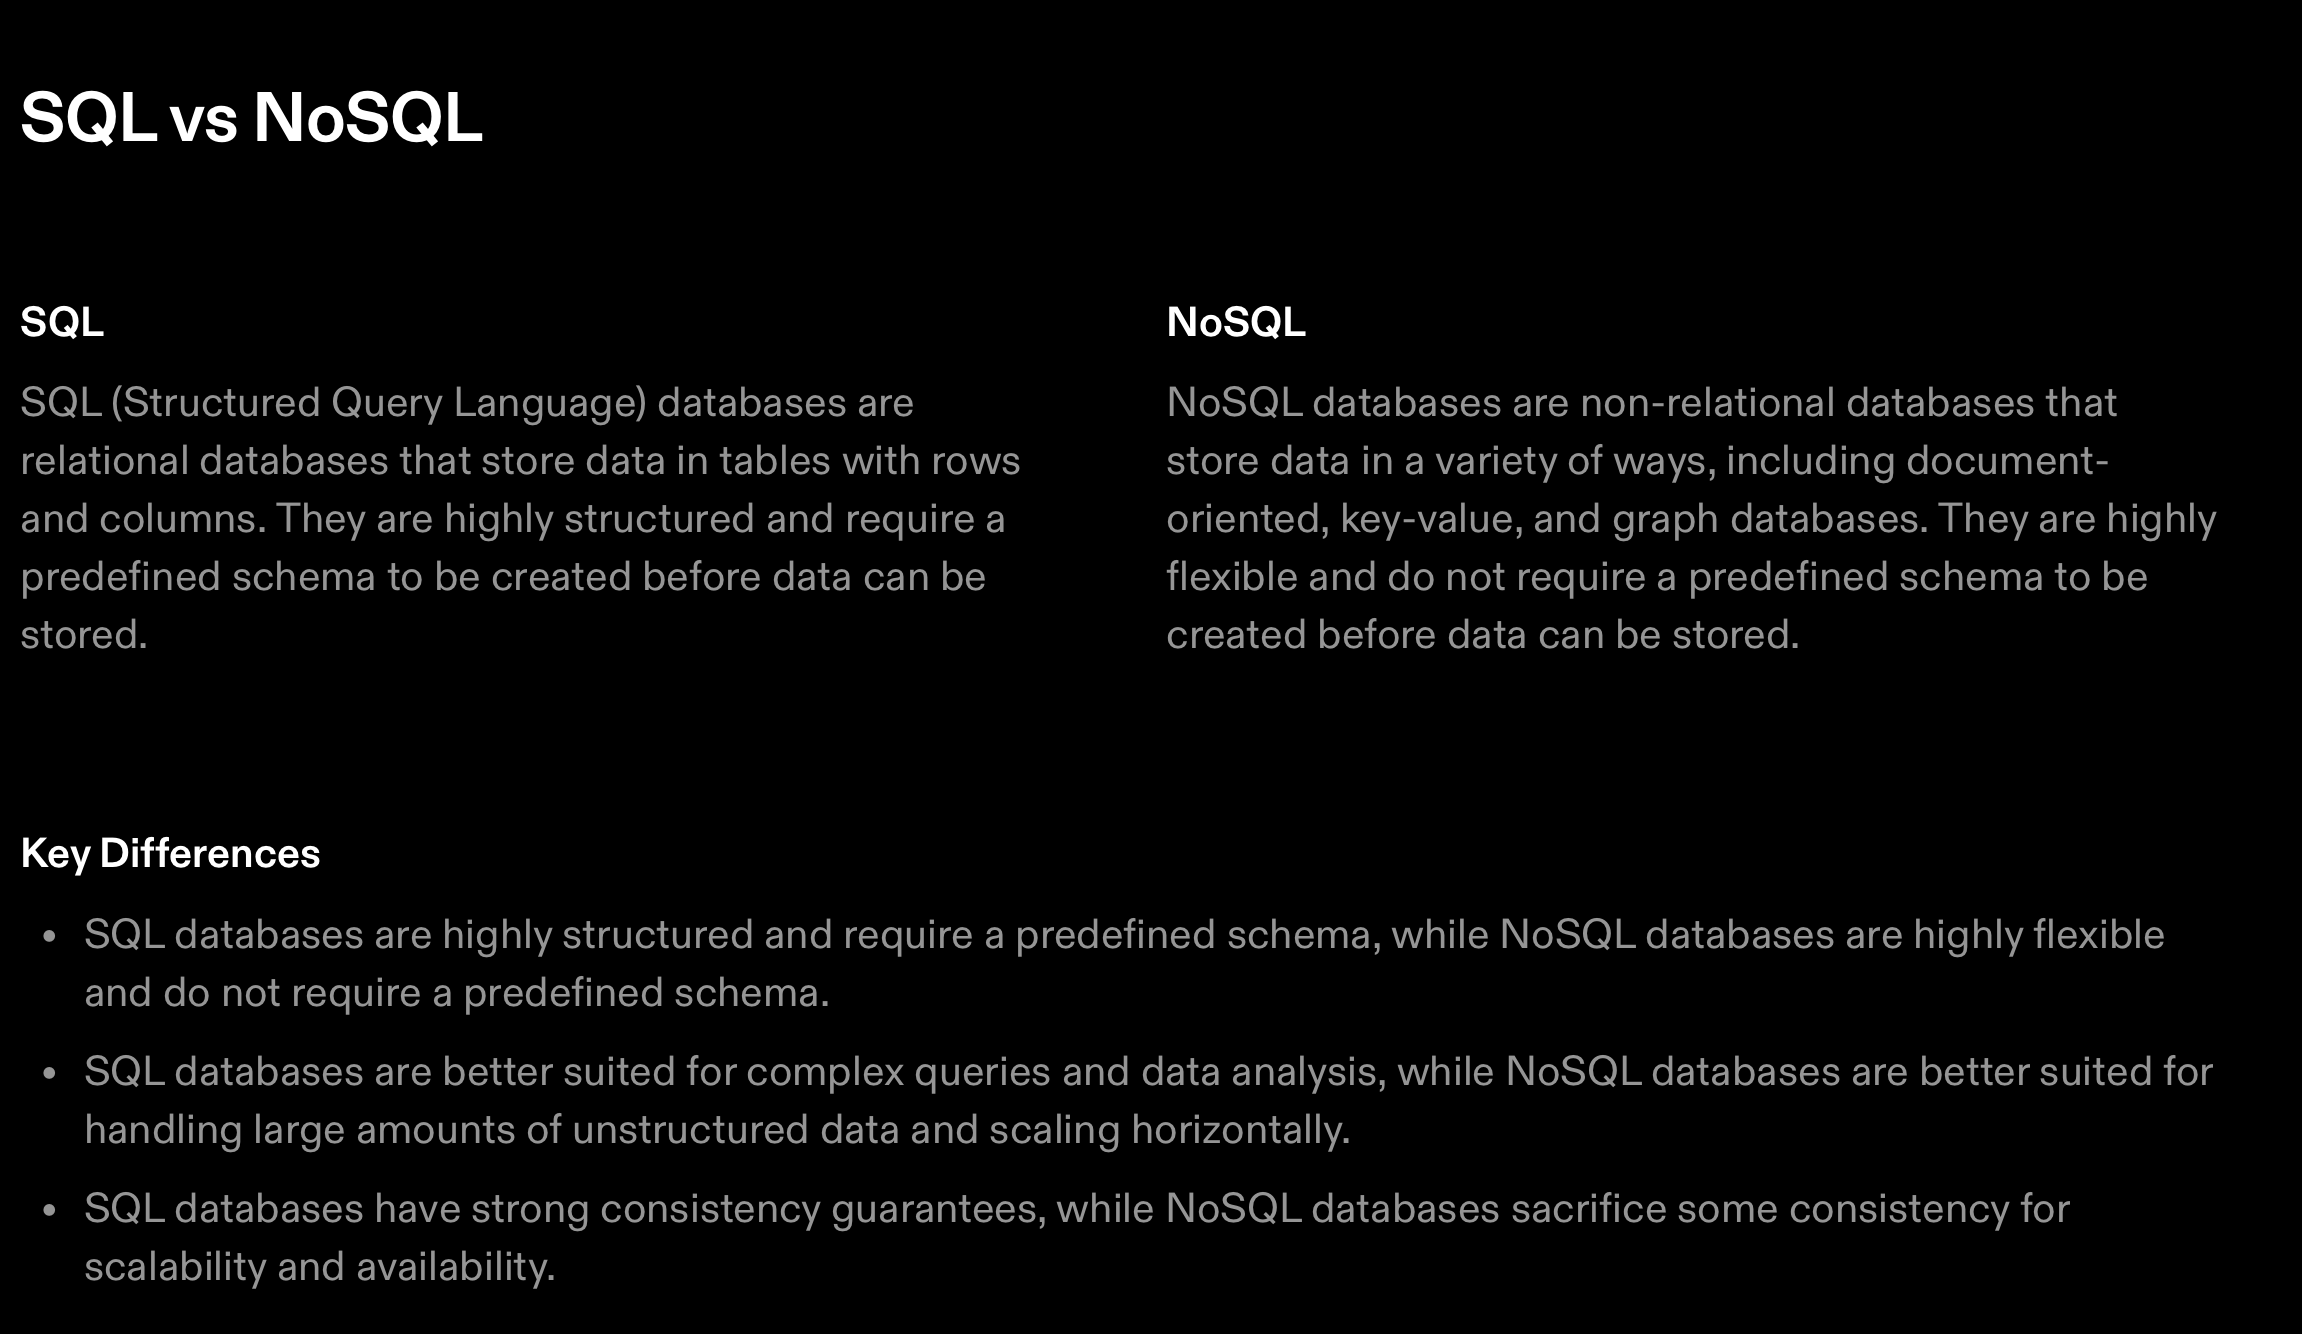 SQL vs NoSQL
SQL
SQL (Structured Query Language) databases are
relational databases that store data in tables with rows
and columns. They are highly structured and require a
predefined schema to be created before data can be
stored.
NoSQL
NoSQL databases are non-relational databases that
store data in a variety of ways, including document-
oriented, key-value, and graph databases. They are highly
flexible and do not require a predefined schema to be
created before data can be stored.
Key Differences
• SQL databases are highly structured and require a predefined schema, while NoSQL databases are highly flexible
and do not require a predefined schema.
• SQL databases are better suited for complex queries and data analysis, while NoSQL databases are better suited for
handling large amounts of unstructured data and scaling horizontally.
• SQL databases have strong consistency guarantees, while NoSQL databases sacrifice some consistency for
scalability and availability.